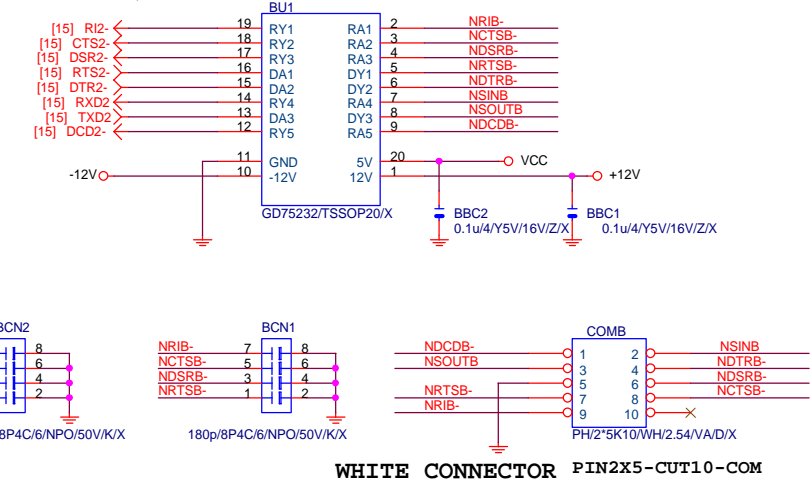 BU1
[15] RI2- 19 RY1 RA1 2 NRIB-
[15] CTS2- 18 RY2 RA2 3 NCTSB-
[15] DSR2- 17 RY3 RA3 4 NDSRB-
[15] RTS2- 16 DA1 DY1 5 NRTSB-
[15] DTR2- 15 DA2 DY2 6 NDTRB-
[15] RXD2 14 RY4 RA4 7 NSINB
[15] TXD2 13 DA3 DY3 8 NSOUTB
[15] DCD2- 12 RY5 RA5 9 NDCDB-
11 GND 5V 20 VCC
-12V 10 -12V 12V 1 +12V
GD75232/TSSOP20/X
BBC2
0.1u/4/Y5V/16V/Z/X
BBC1
0.1u/4/Y5V/16V/Z/X
BCN2
8
6
4
2
8P4C/6/NPO/50V/K/X
BCN1
NRIB- 7 8
NCTSB- 5 6
NDSRB- 3 4
NRTSB- 1 2
180p/8P4C/6/NPO/50V/K/X
COMB
NDCDB- 1 2 NSINB
NSOUTB 3 4 NDTRB-
5 6 NDSRB-
NRTSB- 7 8 NCTSB-
NRIB- 9 10
PH/2*5K10/WH/2.54/VA/D/X
WHITE CONNECTOR PIN2X5-CUT10-COM